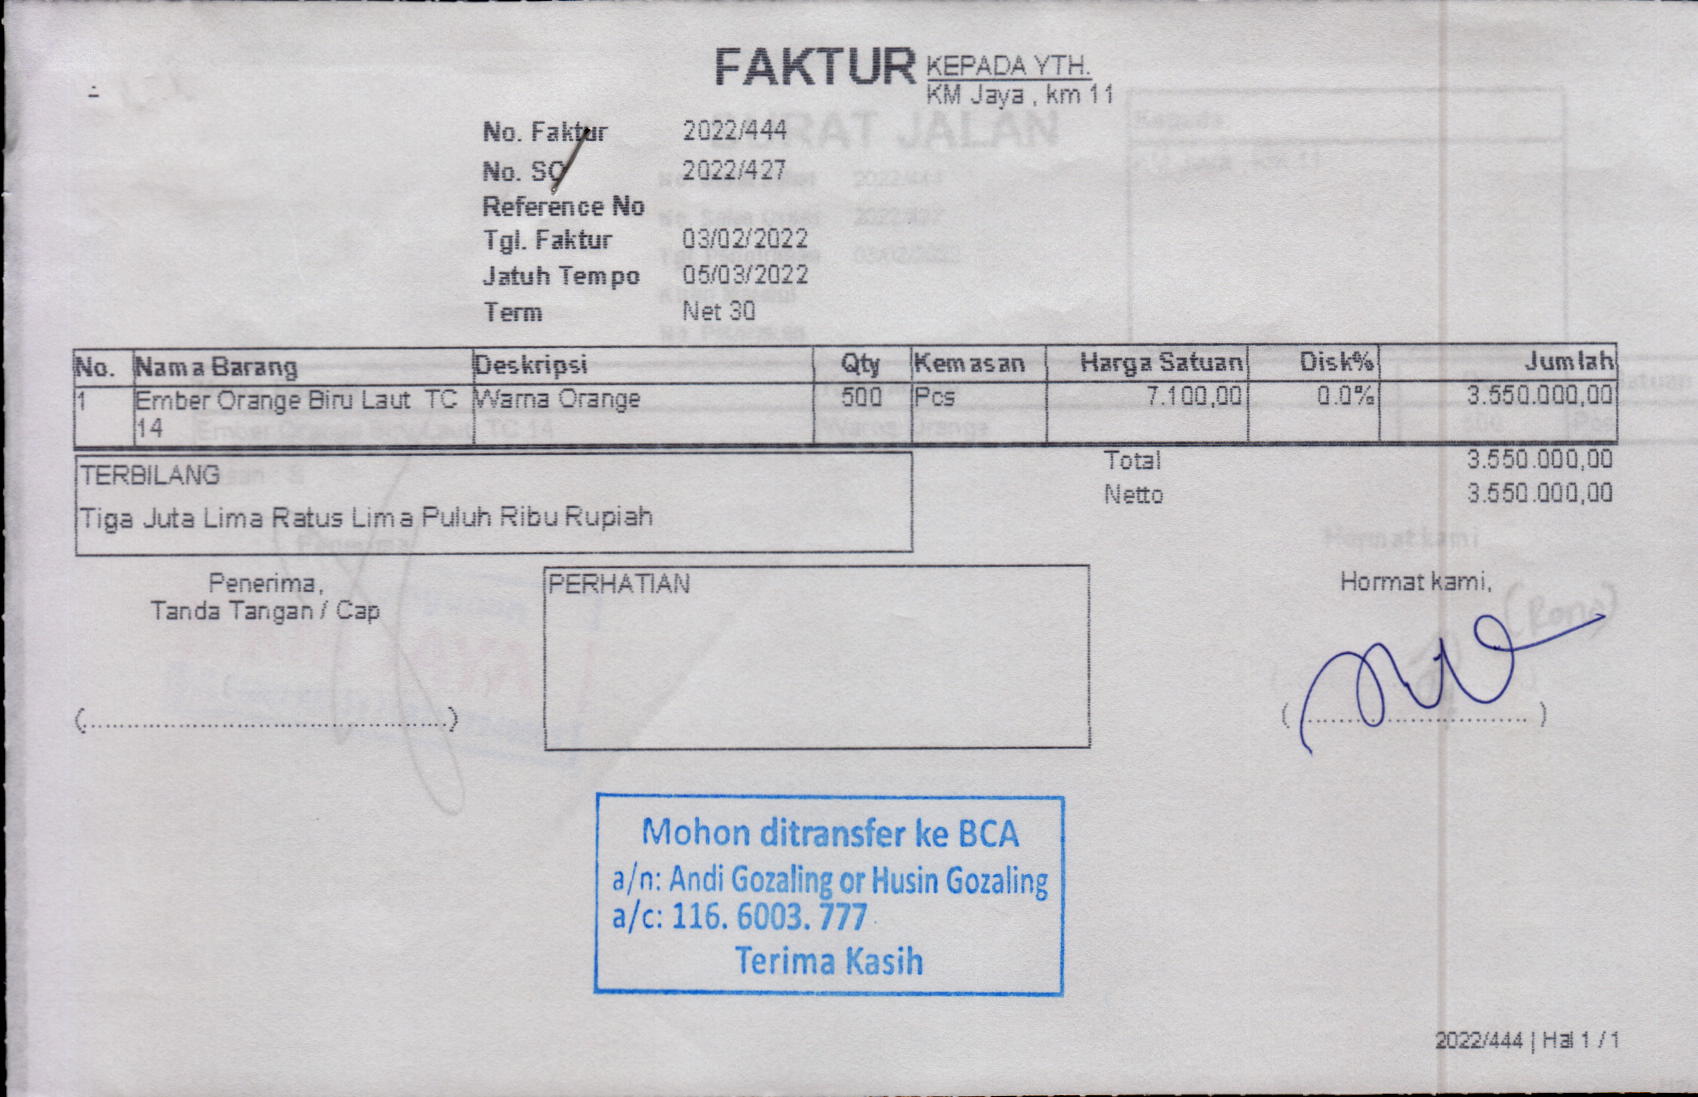 FAKTUR
KEPADA YTH.
KM Jaya , km 11
No. Faktur 2022/444
No. SO 2022/427
Reference No
Tgl. Faktur 03/02/2022
Jatuh Tempo 05/03/2022
Term Net 30
No. Nama Barang Deskripsi Qty Kemasan Harga Satuan Disk% Jumlah
1 Ember Orange Biru Laut TC 14 Warna Orange 500 Pcs 7.100,00 0.0% 3.550.000,00
Total 3.550.000,00
Netto 3.550.000,00
TERBILANG
Tiga Juta Lima Ratus Lima Puluh Ribu Rupiah
Penerima,
Tanda Tangan / Cap
PERHATIAN
Hormat kami,
Mohon ditransfer ke BCA
a/n: Andi Gozaling or Husin Gozaling
a/c: 116. 6003. 777
Terima Kasih
2022/444 | Hal 1 / 1